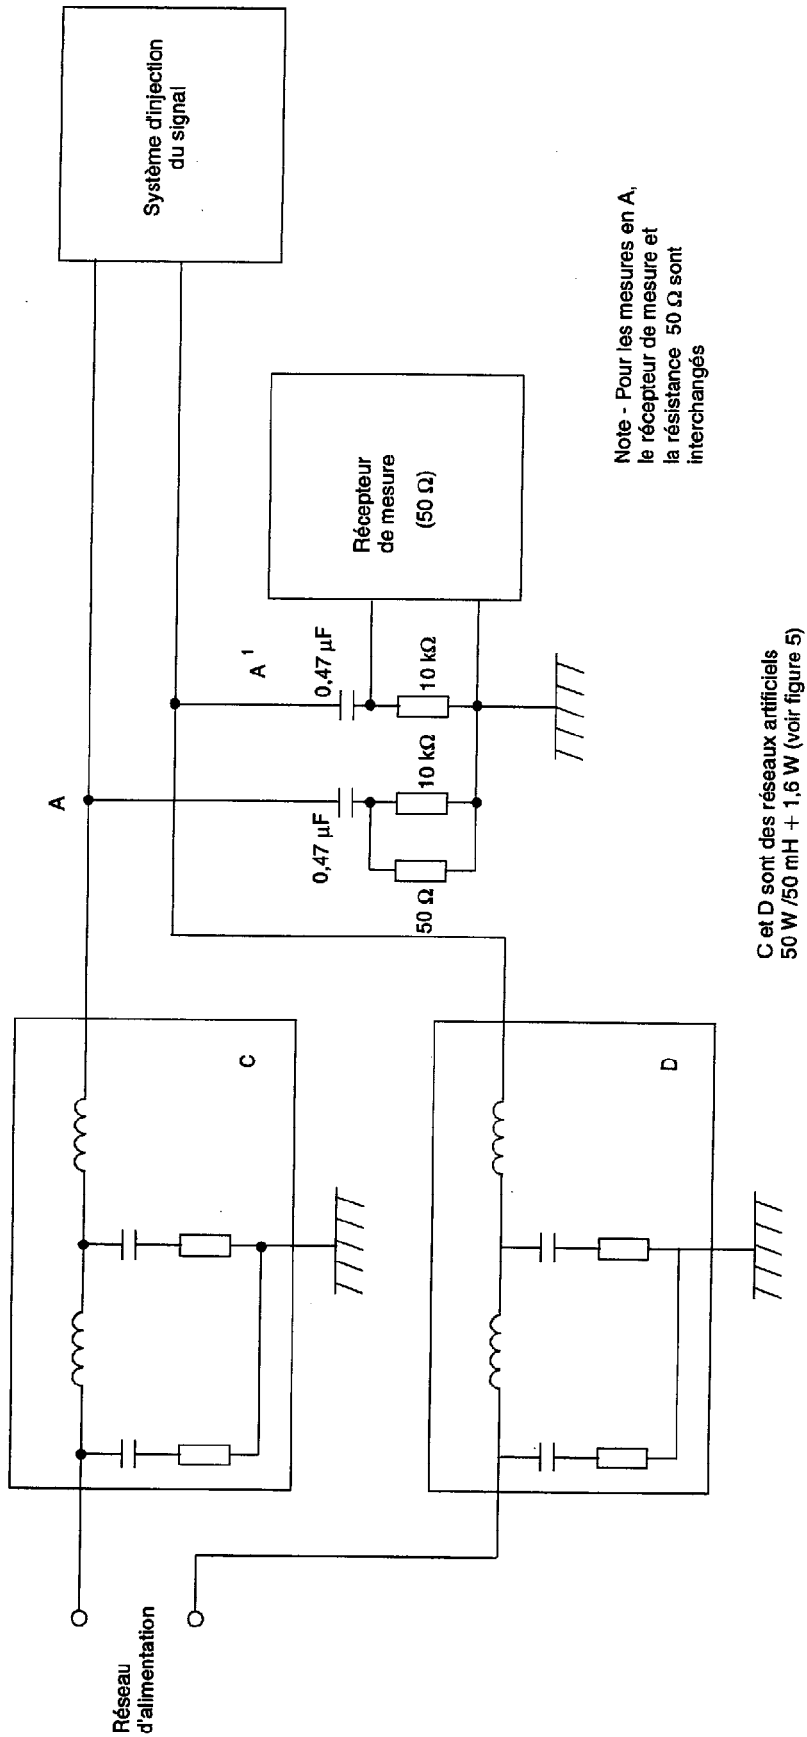 Système d'injection
du signal
Récepteur
de mesure
(50 Ω)
Note - Pour les mesures en A,
le récepteur de mesure et
la résistance 50 Ω sont
interchangés
A
A 1
0,47 µF
10 kΩ
0,47 µF
10 kΩ
50 Ω
C
D
C et D sont des réseaux artificiels
50 W /50 mH + 1,6 W (voir figure 5)
Réseau
d'alimentation